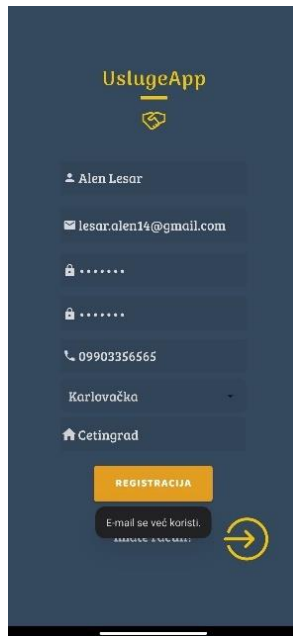 UslugeApp
Alen Lesar
lesar.alen14@gmail.com
09903356565
Karlovačka
Cetingrad
REGISTRACIJA
E-mail se već koristi.